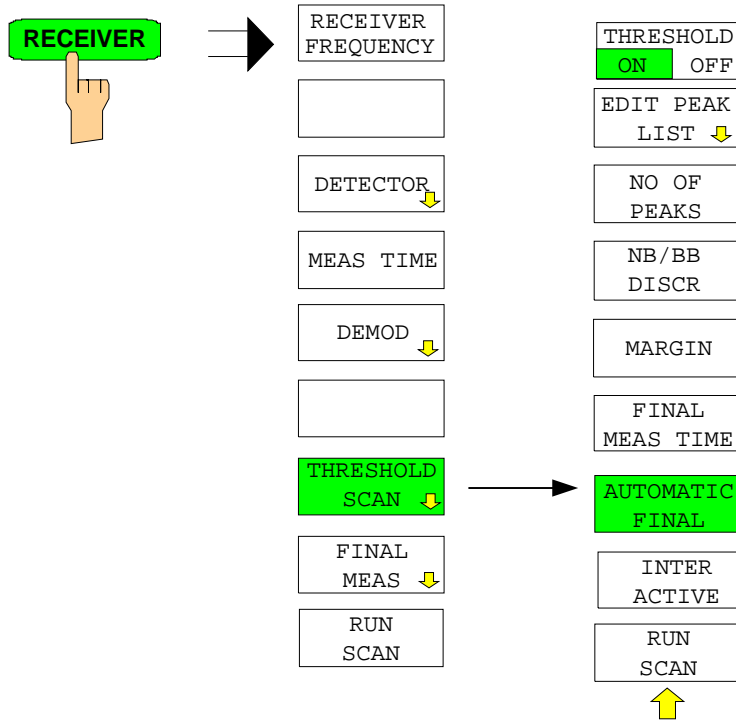 RECEIVER
RECEIVER
FREQUENCY
DETECTOR
MEAS TIME
DEMOD
THRESHOLD
SCAN
FINAL
MEAS
RUN
SCAN
THRESHOLD
ON OFF
EDIT PEAK
LIST
NO OF
PEAKS
NB/BB
DISCR
MARGIN
FINAL
MEAS TIME
AUTOMATIC
FINAL
INTER
ACTIVE
RUN
SCAN